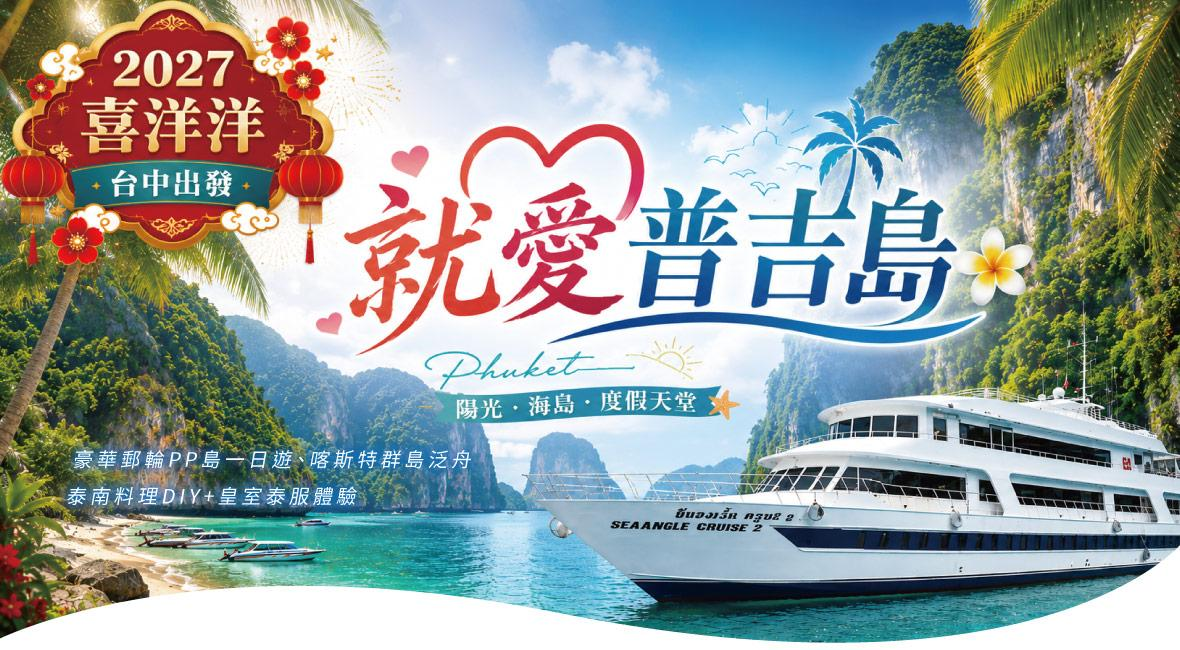 2027
喜洋洋
台中出發
就愛普吉島
Phuket
陽光・海島・度假天堂
豪華郵輪PP島一日遊、喀斯特群島泛舟
泰南料理DIY+皇室泰服體驗
SEAANGLE CRUISE 2